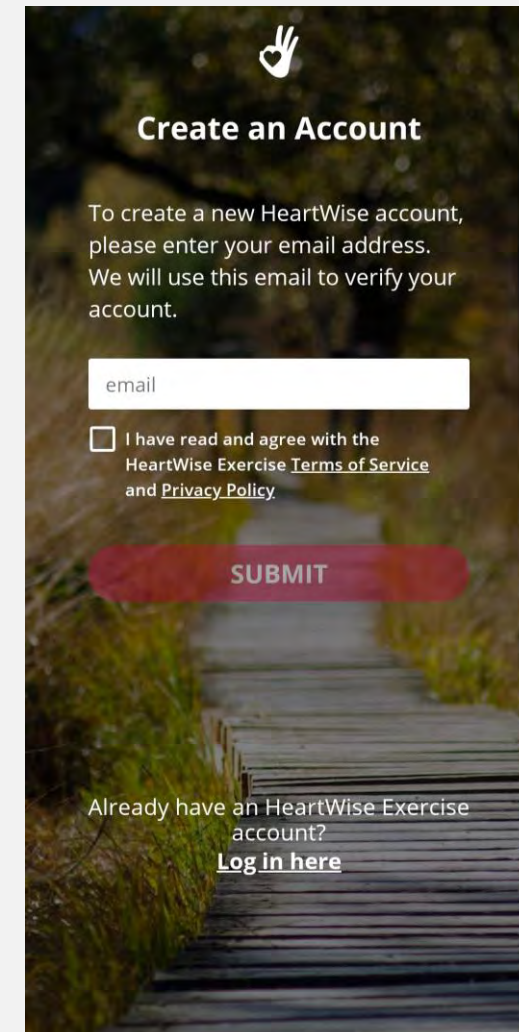 Create an Account
To create a new HeartWise account,
please enter your email address.
We will use this email to verify your
account.
email
I have read and agree with the
HeartWise Exercise Terms of Service
and Privacy Policy
SUBMIT
Already have an HeartWise Exercise
account?
Log in here